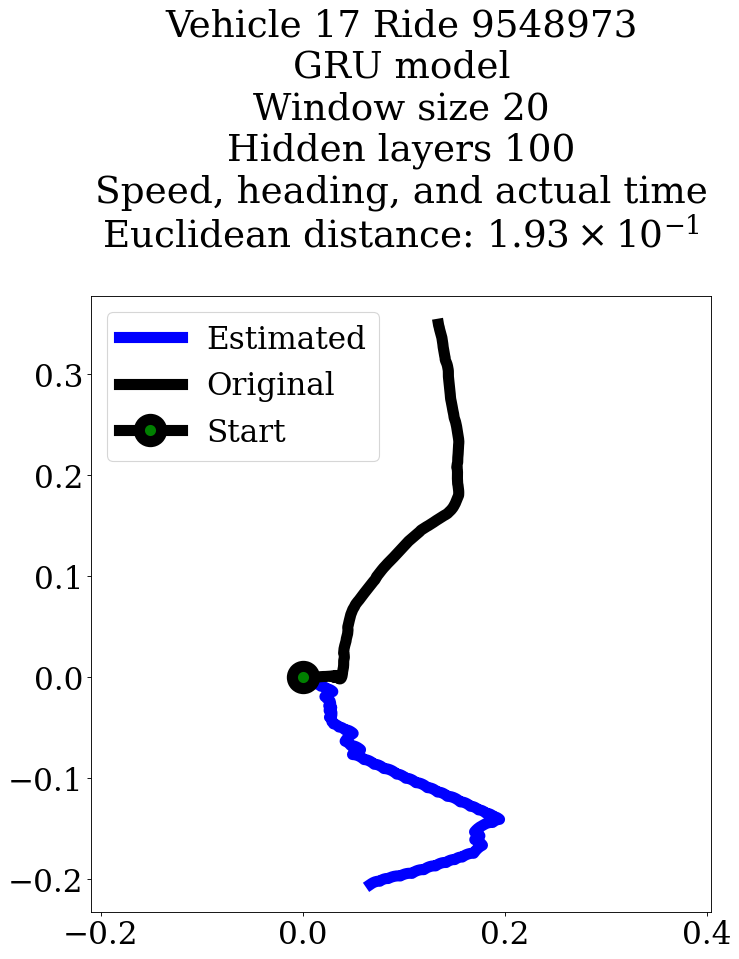 Vehicle 17 Ride 9548973
GRU model
Window size 20
Hidden layers 100
Speed, heading, and actual time
Euclidean distance: 1.93 × 10⁻¹
Estimated
Original
Start
0.3
0.2
0.1
0.0
−0.1
−0.2
−0.2 0.0 0.2 0.4